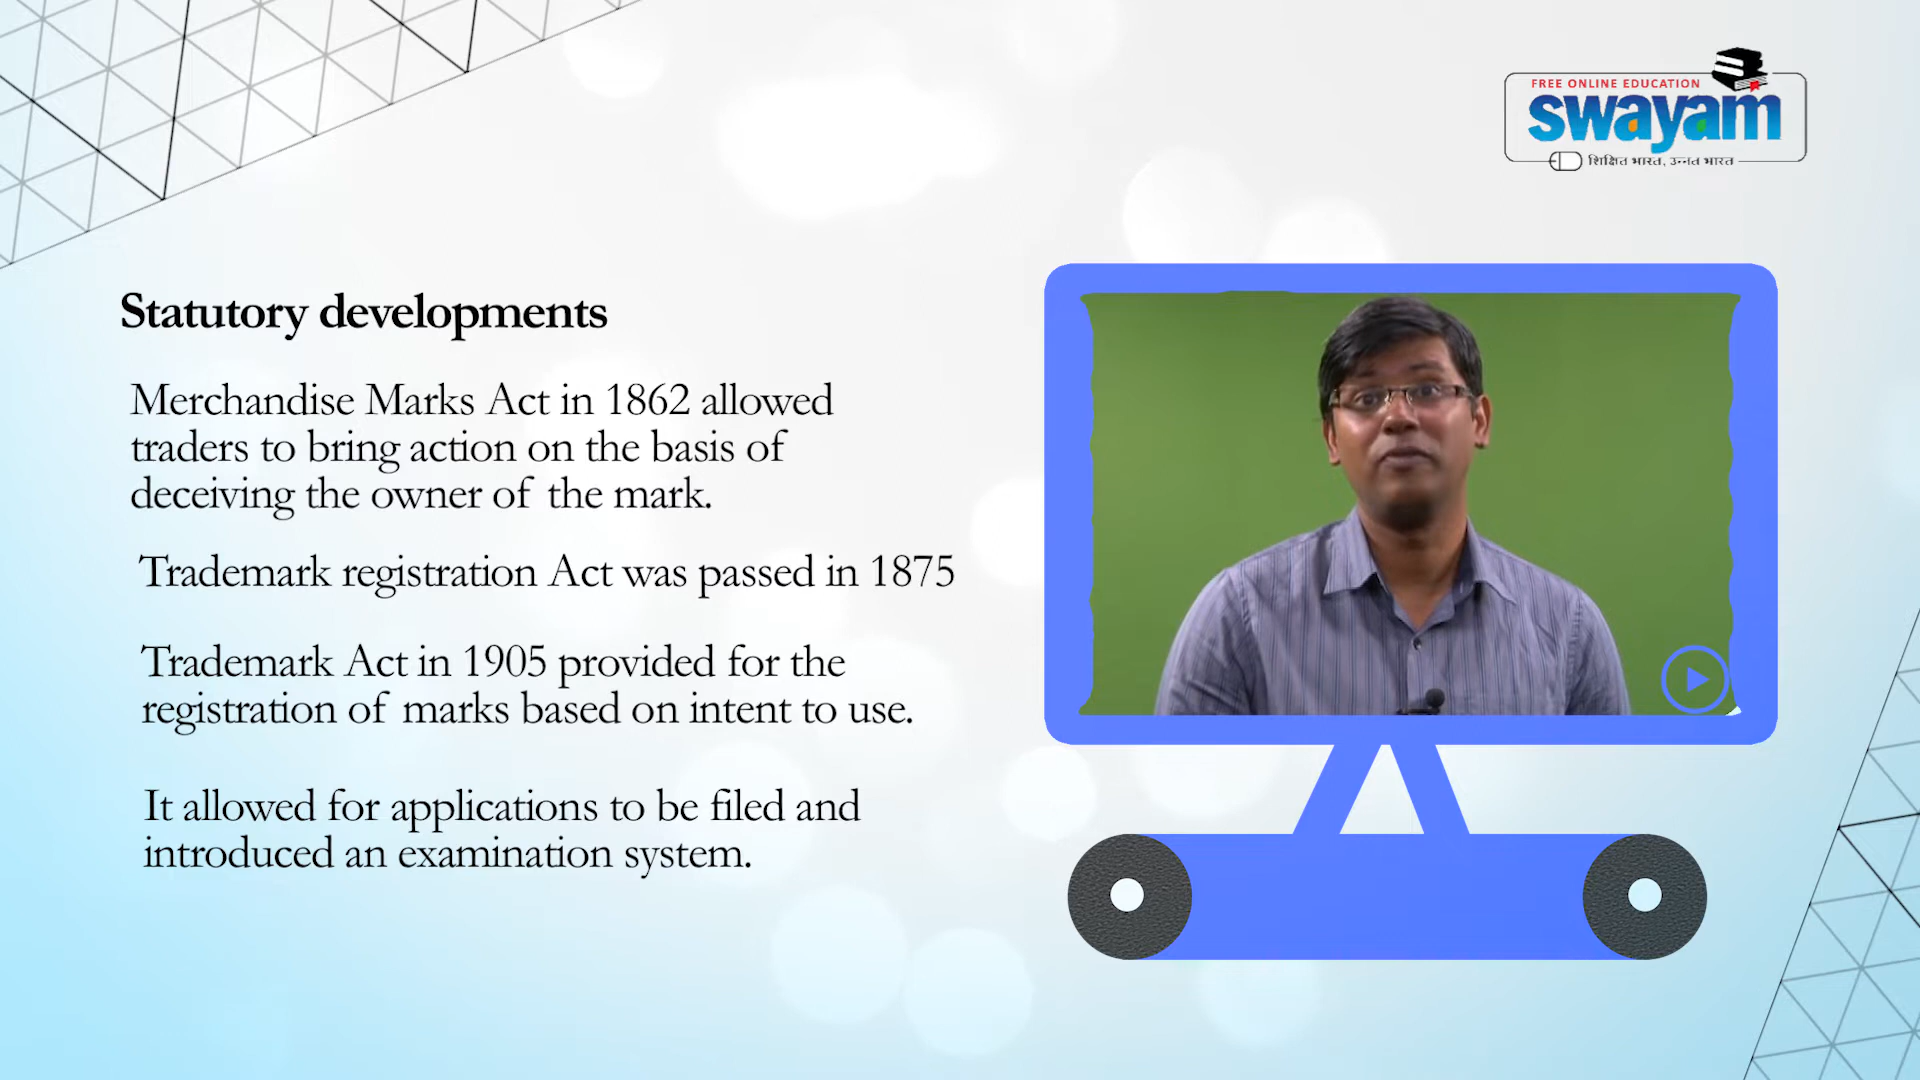 FREE ONLINE EDUCATION
swayam
शिक्षित भारत, उन्नत भारत
Statutory developments
Merchandise Marks Act in 1862 allowed
traders to bring action on the basis of
deceiving the owner of the mark.
Trademark registration Act was passed in 1875
Trademark Act in 1905 provided for the
registration of marks based on intent to use.
It allowed for applications to be filed and
introduced an examination system.